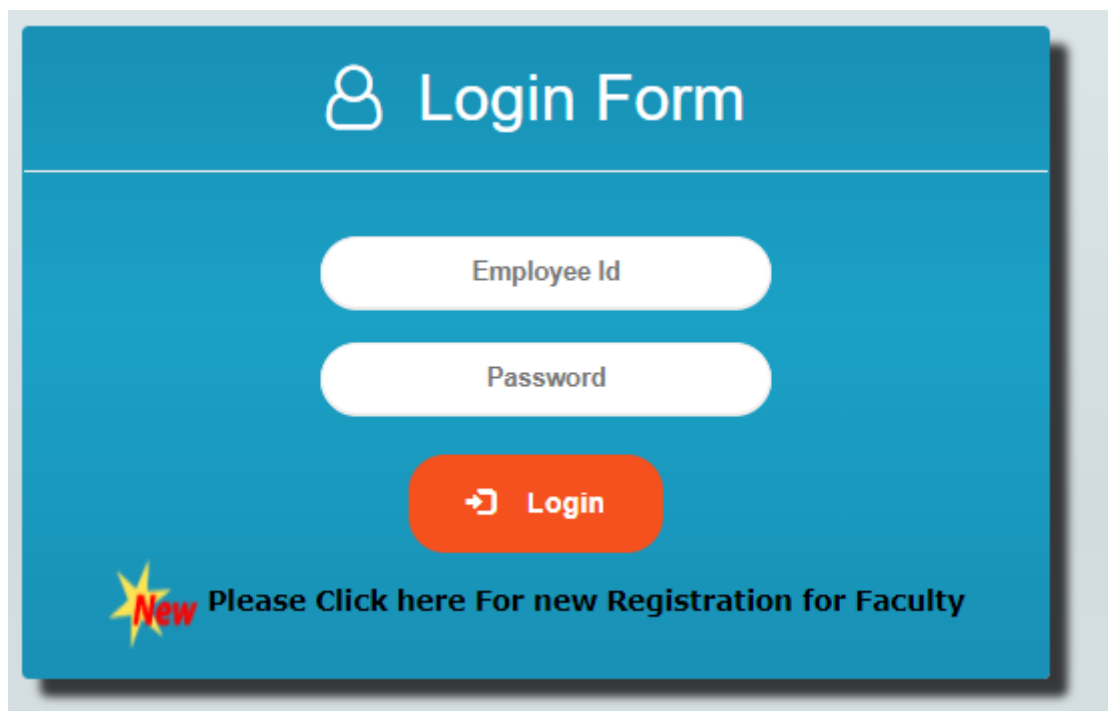 Login Form
Employee Id
Password
Login
New Please Click here For new Registration for Faculty